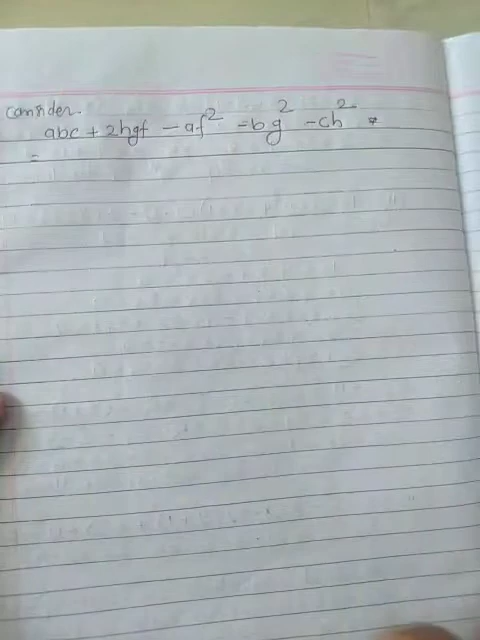 consider.
abc + 2hgf - af² = bg² - ch² *
=